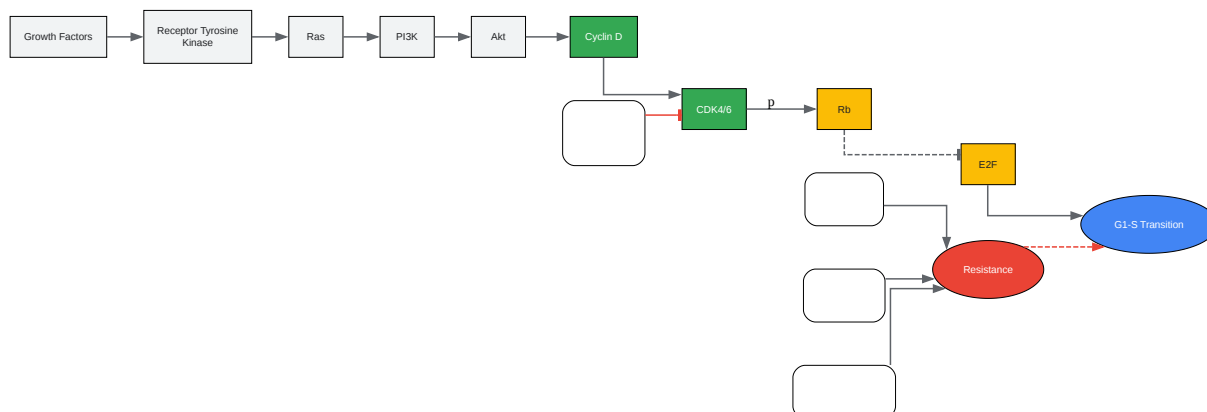 Growth Factors
Receptor Tyrosine
Kinase
Ras
PI3K
Akt
Cyclin D
CDK4/6
p
Rb
E2F
G1-S Transition
Resistance